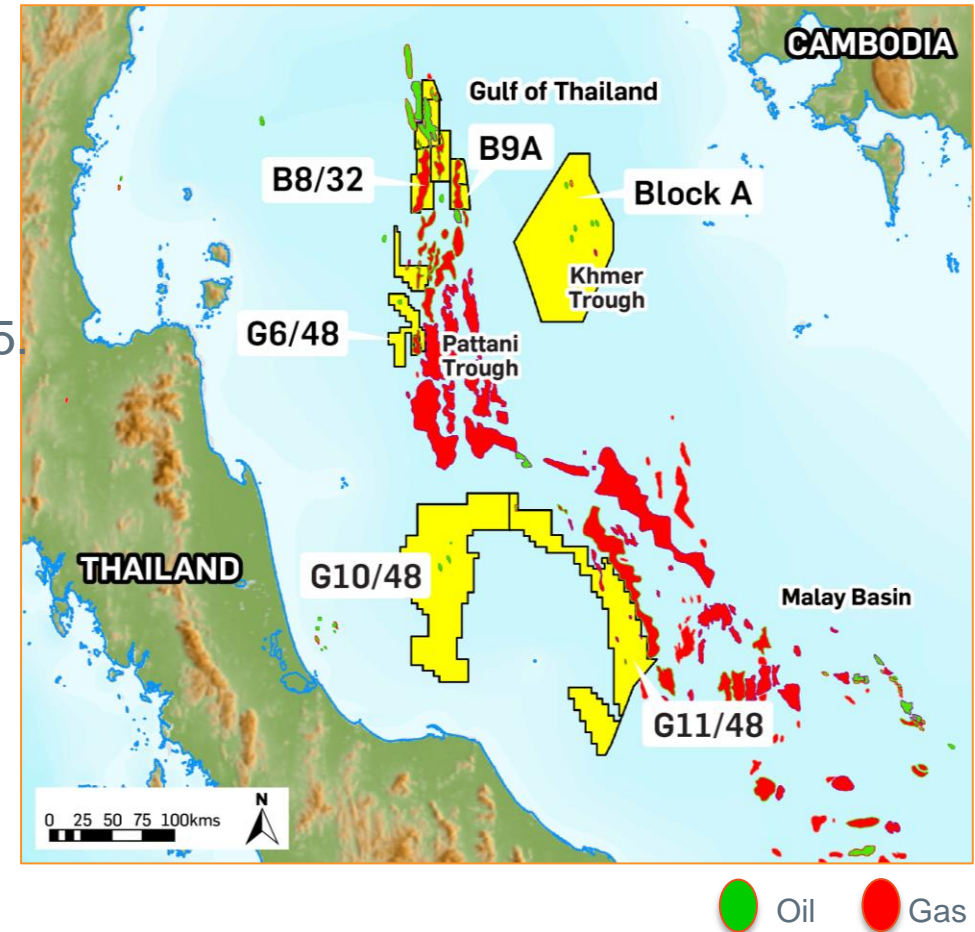 CAMBODIA
Gulf of Thailand
B9A
B8/32
Block A
Khmer
Trough
G6/48
5.
Pattani
Trough
THAILAND
G10/48
Malay Basin
G11/48
N
0 25 50 75 100kms
Oil Gas